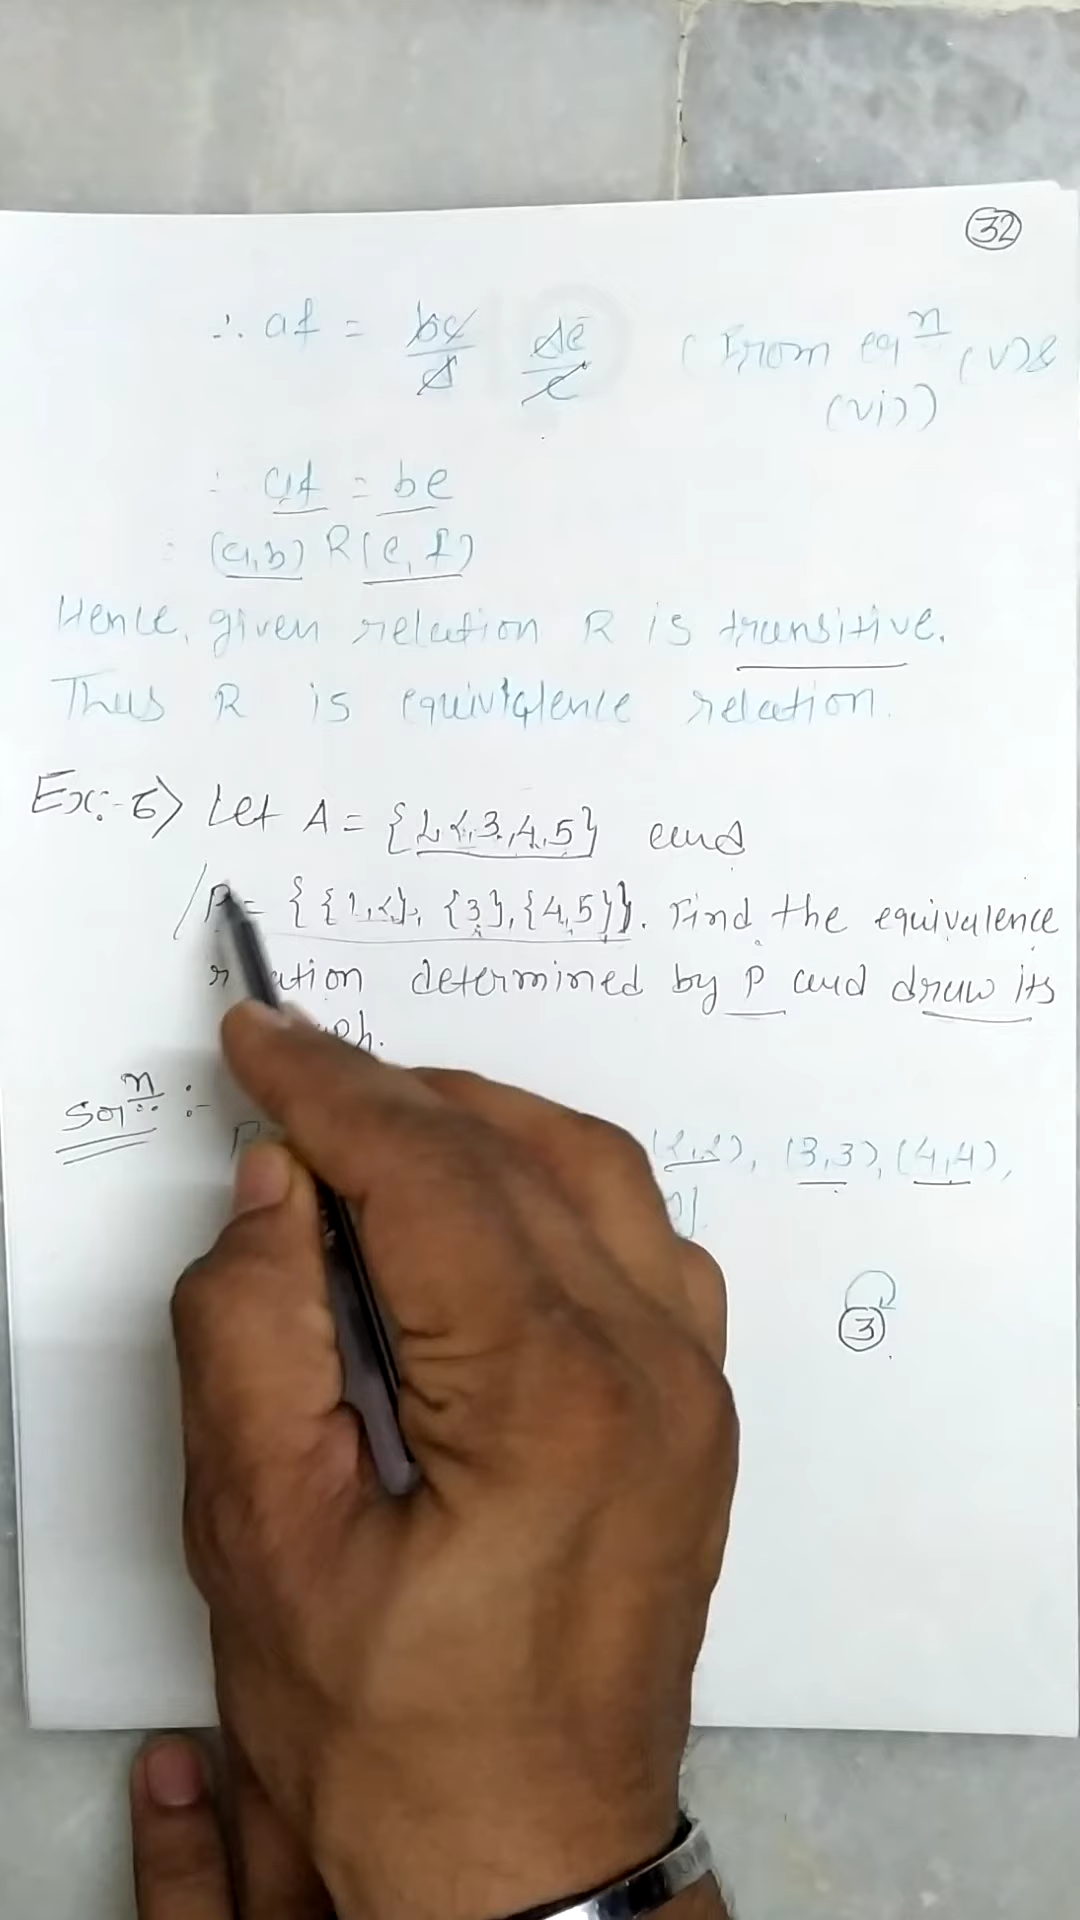 32
∴ af = bc/d de/c (From eqn (v)&
(vi))
∴ af = be
∴ (a,b) R(e, f)
Hence, given relation R is transitive.
Thus R is equivalence relation.
Ex:-6) Let A = {1,2,3,4,5} and
P = {{1,2}, {3},{4,5}}. Find the equivalence
determined by P and draw its
Soln :-
(2,2), (3,3), (4,4),
}.
3